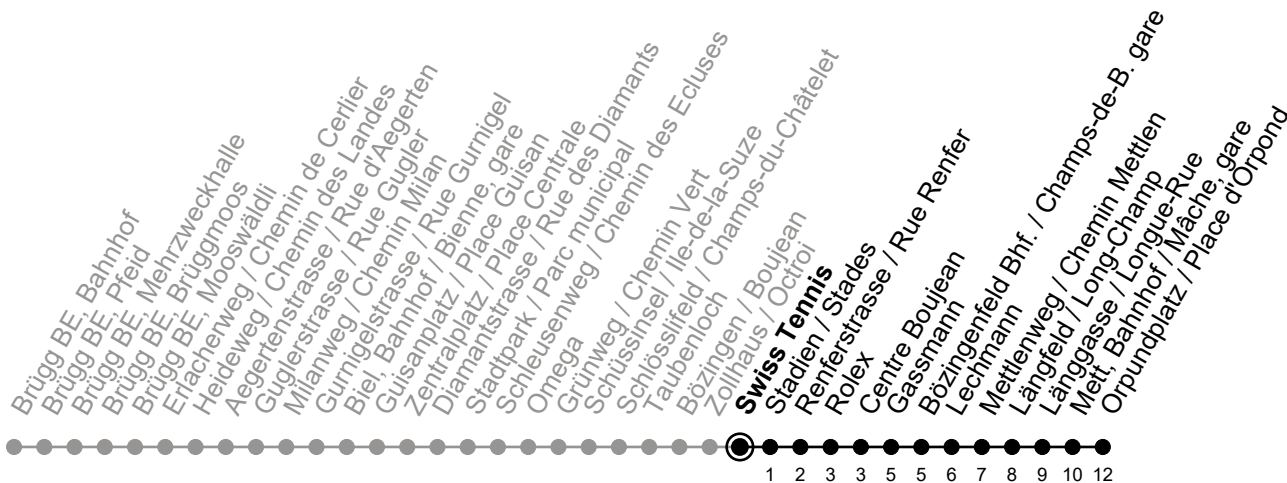 Brügg BE, Bahnhof
Brügg BE, Pfeid
Brügg BE, Mehrzweckhalle
Brügg BE, Brüggmoos
Brügg BE, Mooswäldi
Erlachenweg / Chemin de Cerlier
Heideweg / Chemin des Landes
Aegertenstrasse / Rue d'Aegerten
Guglerstrasse / Rue Gugler
Milanweg / Chemin Milan
Gurnigelstrasse / Rue Gurnigel
Biel, Bahnhof / Bienne, gare
Guisanplatz / Place Guisan
Zentralplatz / Place Centrale
Diamantstrasse / Rue des Diamants
Stadtpark / Parc municipal
Schleusenweg / Chemin des Ecluses
Omega
Grünweg / Chemin Vert
Schüssinsel / Ile-de-la-Suze
Schlösslifeld / Champs-du-Châtelet
Taubenloch
Bözingen / Boujean
Zollhaus / Octroi
Swiss Tennis
Stadien / Stades
Renferstrasse / Rue Renfer
Rolex
Centre Boujean
Gassmann
Bözingenfeld Bhf. / Champs-de-B. gare
Lechmann
Mettlenweg / Chemin Mettlen
Längfeld / Long-Champ
Länggasse / Longue-Rue
Mett, Bahnhof / Mâche, gare
Orpundplatz / Place d'Orpond
1 2 3 3 5 5 6 7 8 9 10 12